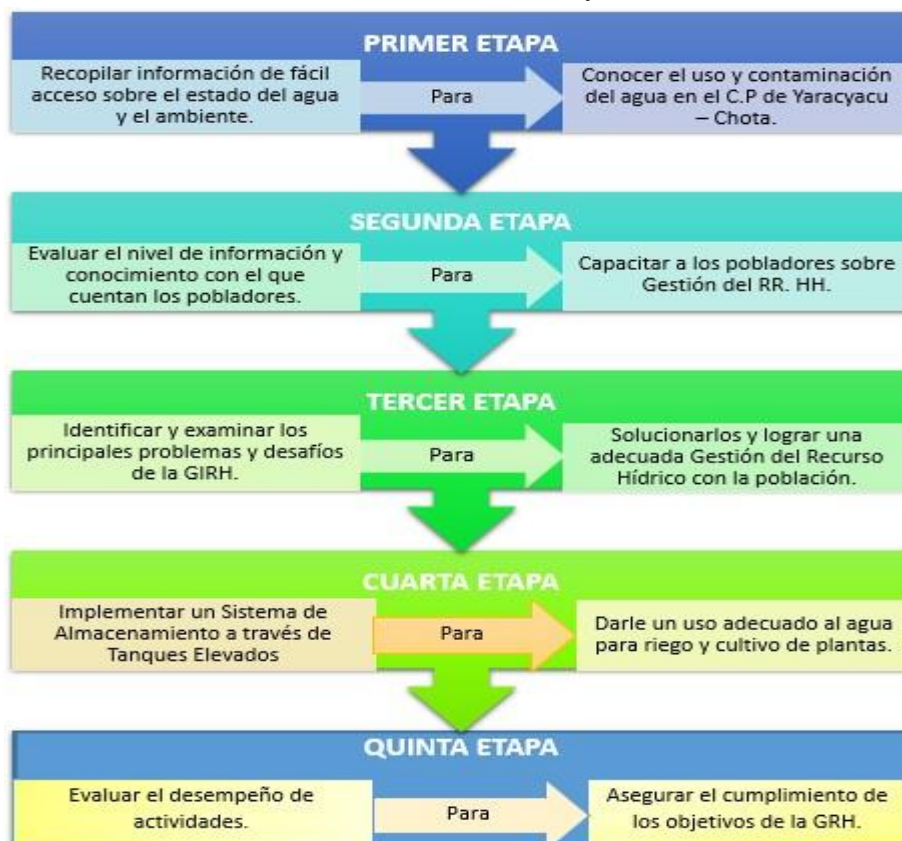 PRIMER ETAPA
Recopilar información de fácil
acceso sobre el estado del agua
y el ambiente.
Para
Conocer el uso y contaminación
del agua en el C.P de Yaracyacu
– Chota.
SEGUNDA ETAPA
Evaluar el nivel de información y
conocimiento con el que
cuentan los pobladores.
Para
Capacitar a los pobladores sobre
Gestión del RR. HH.
TERCER ETAPA
Identificar y examinar los
principales problemas y desafíos
de la GIRH.
Para
Solucionarlos y lograr una
adecuada Gestión del Recurso
Hídrico con la población.
CUARTA ETAPA
Implementar un Sistema de
Almacenamiento a través de
Tanques Elevados
Para
Darle un uso adecuado al agua
para riego y cultivo de plantas.
QUINTA ETAPA
Evaluar el desempeño de
actividades.
Para
Asegurar el cumplimiento de
los objetivos de la GRH.